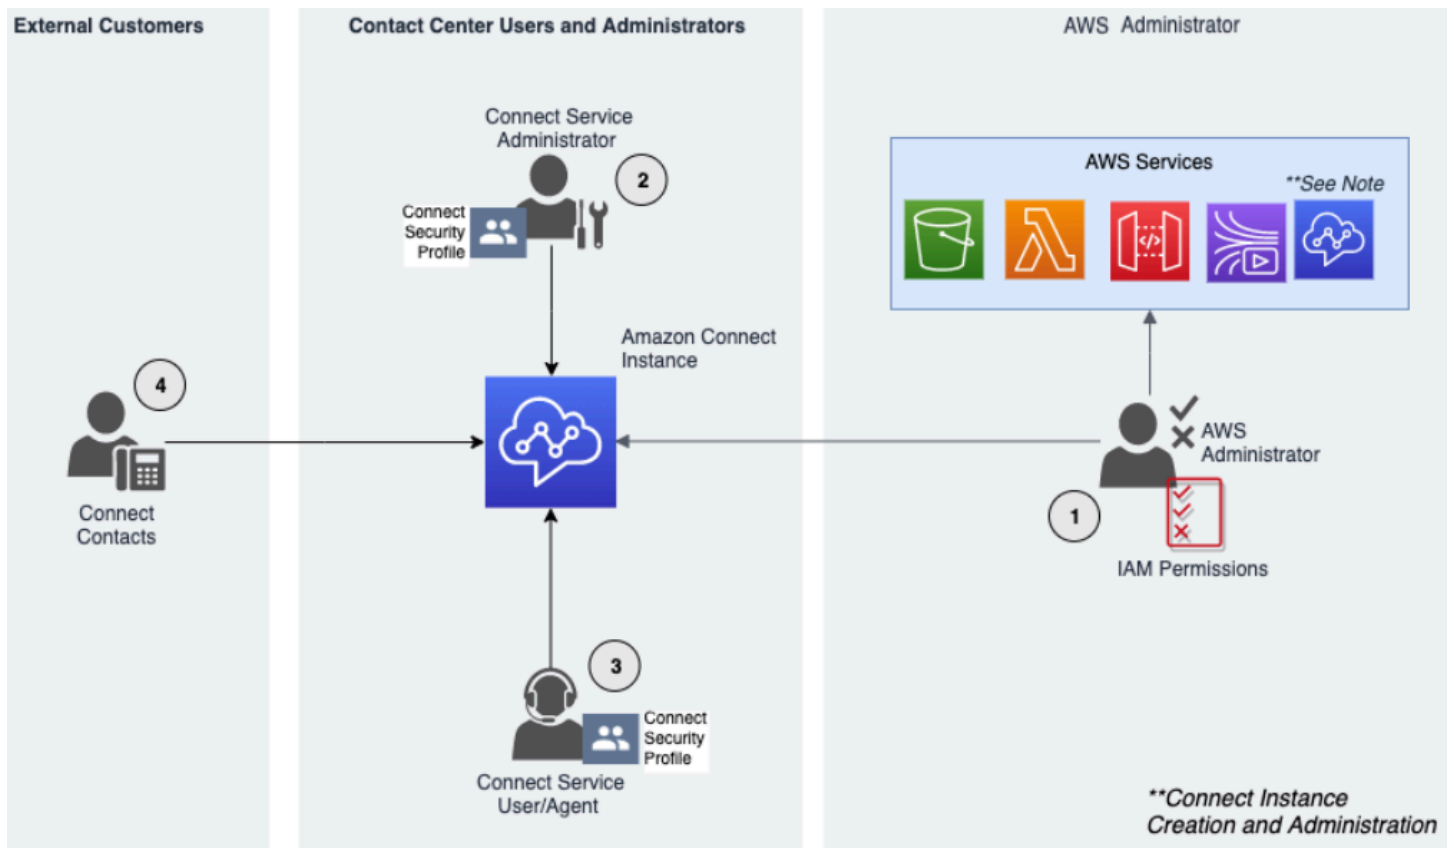 External Customers
Contact Center Users and Administrators
AWS Administrator
Connect Service
Administrator
2
Connect
Security
Profile
Amazon Connect
Instance
4
Connect
Contacts
3
Connect
Security
Profile
Connect Service
User/Agent
AWS Services
**See Note
</>
AWS
Administrator
1
IAM Permissions
**Connect Instance
Creation and Administration